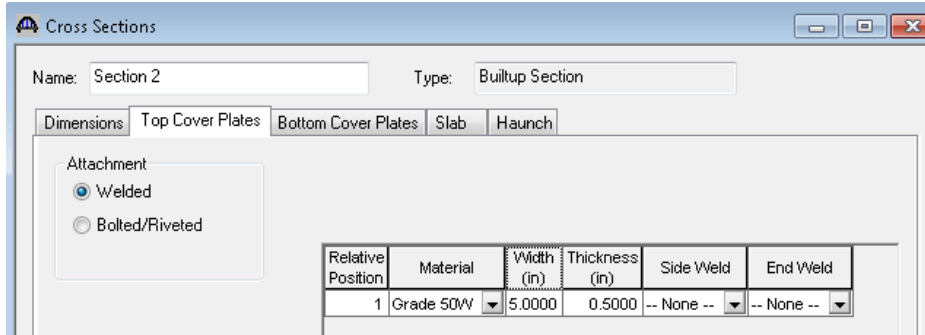 Cross Sections
Name: Section 2 Type: Builtup Section
Dimensions Top Cover Plates Bottom Cover Plates Slab Haunch
Attachment
Welded
Bolted/Riveted
Relative Position Material Width (in) Thickness (in) Side Weld End Weld
1 Grade 50W 5.0000 0.5000 -- None -- -- None --